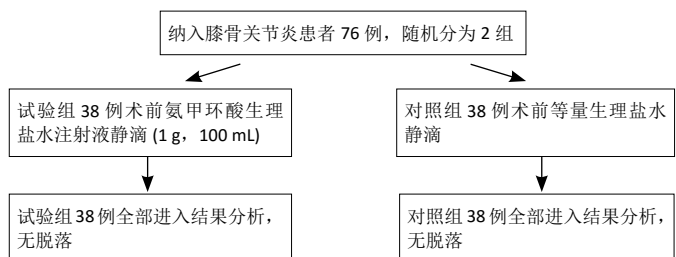 纳入膝骨关节炎患者 76 例，随机分为 2 组
试验组 38 例术前氨甲环酸生理
盐水注射液静滴 (1 g，100 mL)
对照组 38 例术前等量生理盐水
静滴
试验组 38 例全部进入结果分析，
无脱落
对照组 38 例全部进入结果分析，
无脱落